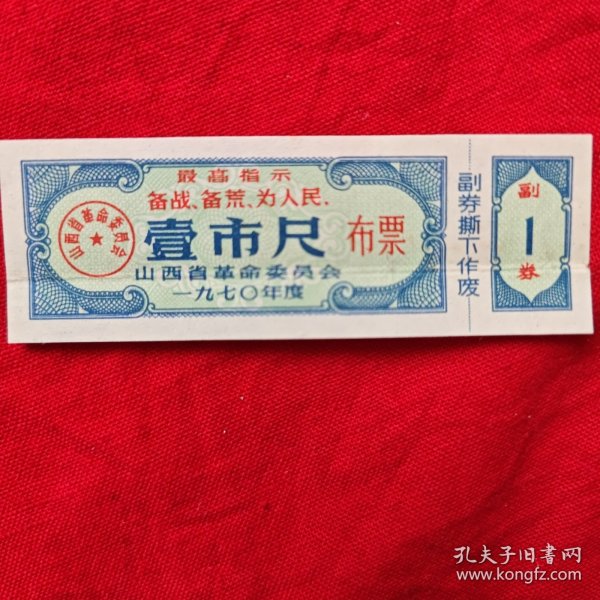 最高指示
备战、备荒、为人民、
山西省革命委员会
壹市尺 布票
山西省革命委员会
一九七〇年度
副券撕下作废
副
1
券
孔夫子旧書网
www.kongfz.com